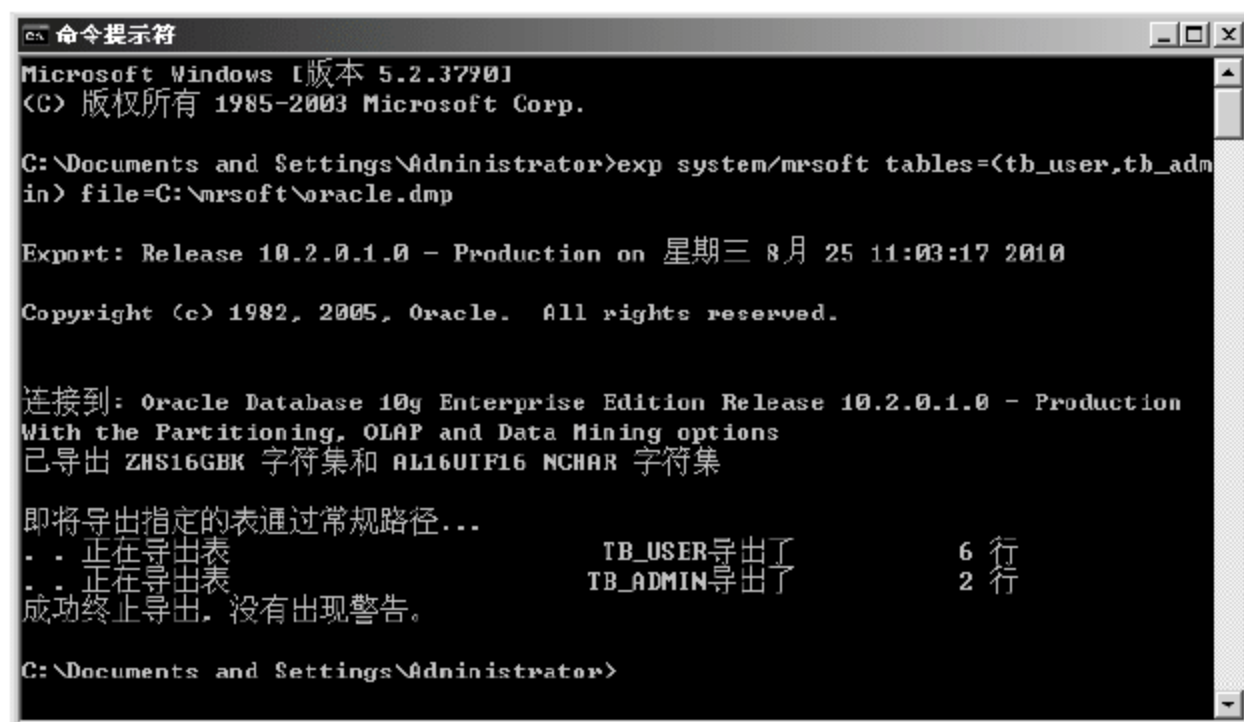 命令提示符
Microsoft Windows [版本 5.2.3790]
(C) 版权所有 1985-2003 Microsoft Corp.
C:\Documents and Settings\Administrator>exp system/mrsoft tables=(tb_user,tb_adm
in) file=C:\mrsoft\oracle.dmp
Export: Release 10.2.0.1.0 - Production on 星期三 8月 25 11:03:17 2010
Copyright (c) 1982, 2005, Oracle.  All rights reserved.
连接到: Oracle Database 10g Enterprise Edition Release 10.2.0.1.0 - Production
With the Partitioning, OLAP and Data Mining options
已导出 ZHS16GBK 字符集和 AL16UTF16 NCHAR 字符集
即将导出指定的表通过常规路径...
. . 正在导出表 TB_USER导出了 6 行
. . 正在导出表 TB_ADMIN导出了 2 行
成功终止导出, 没有出现警告。
C:\Documents and Settings\Administrator>